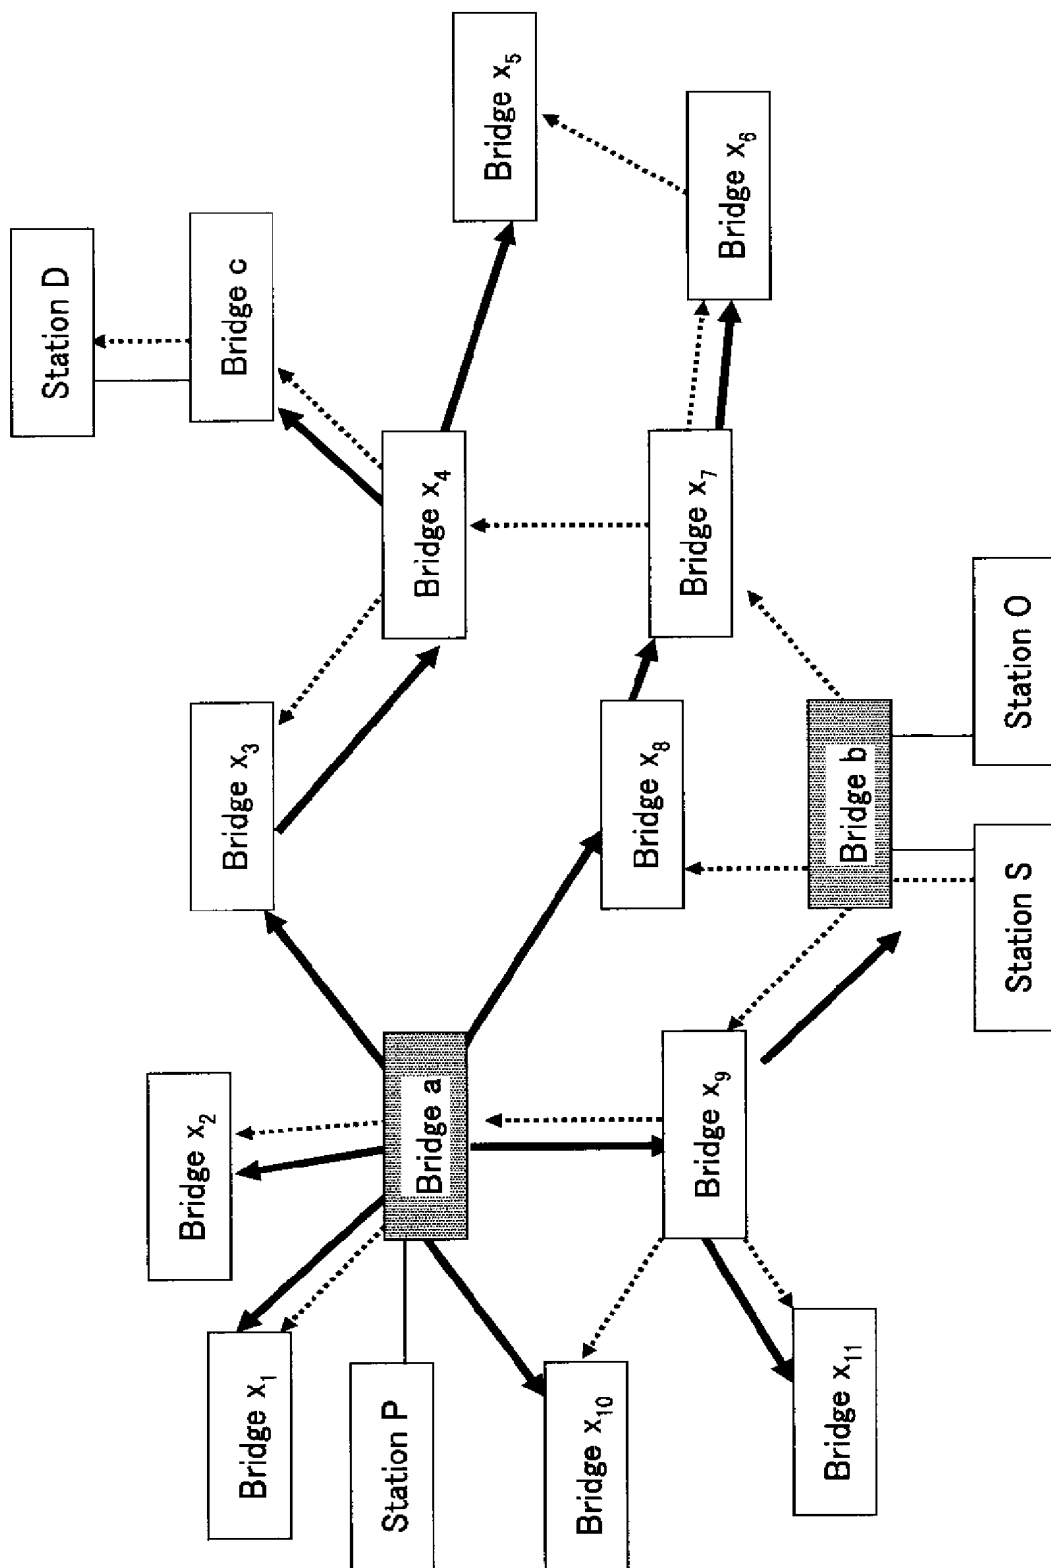 Station D
Bridge c
Bridge x5
Bridge x6
Bridge x4
Bridge x7
Bridge x3
Bridge x8
Bridge b
Station O
Station S
Bridge x2
Bridge a
Bridge x9
Bridge x1
Station P
Bridge x10
Bridge x11